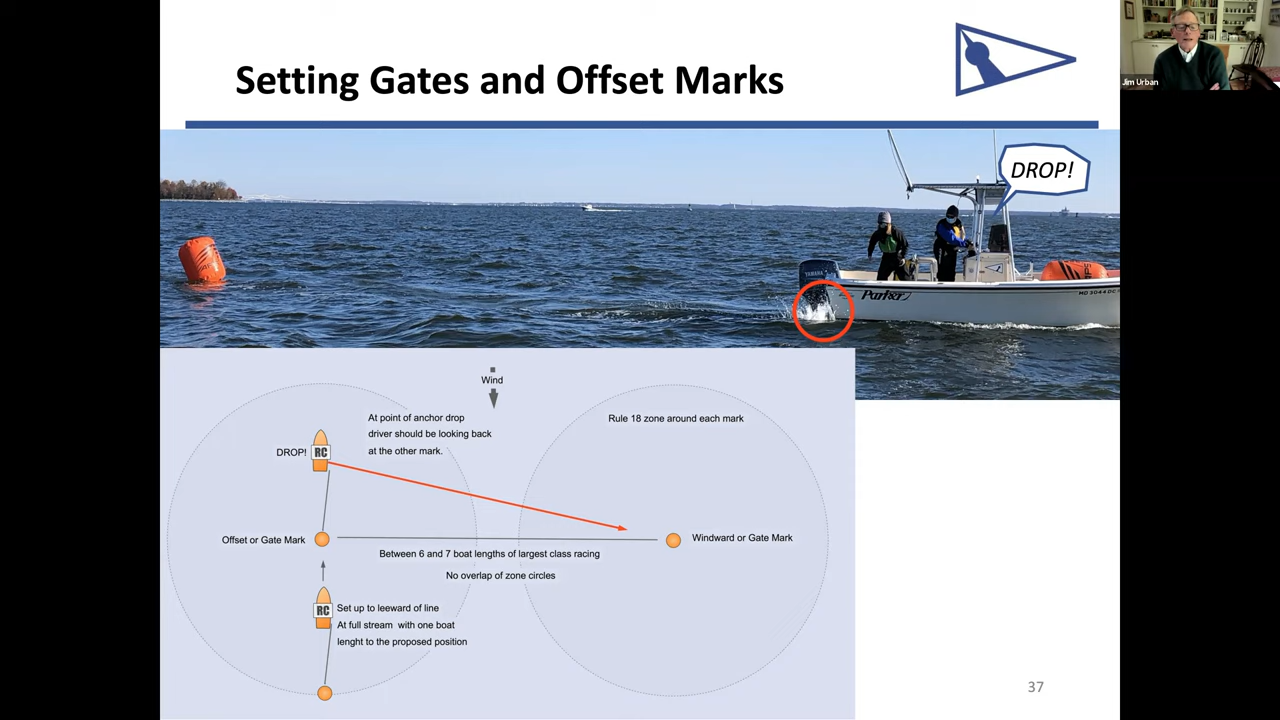 Setting Gates and Offset Marks
Jim Urban
DROP!
YAMAHA
Parker
Wind
At point of anchor drop
driver should be looking back
at the other mark.
Rule 18 zone around each mark
DROP!
RC
Offset or Gate Mark
Windward or Gate Mark
Between 6 and 7 boat lengths of largest class racing
No overlap of zone circles
RC
Set up to leeward of line
At full stream with one boat
lenght to the proposed position
37